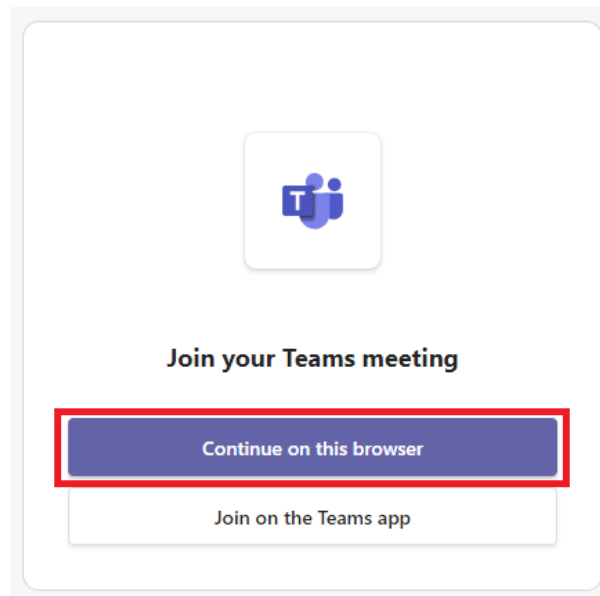 T
Join your Teams meeting
Continue on this browser
Join on the Teams app